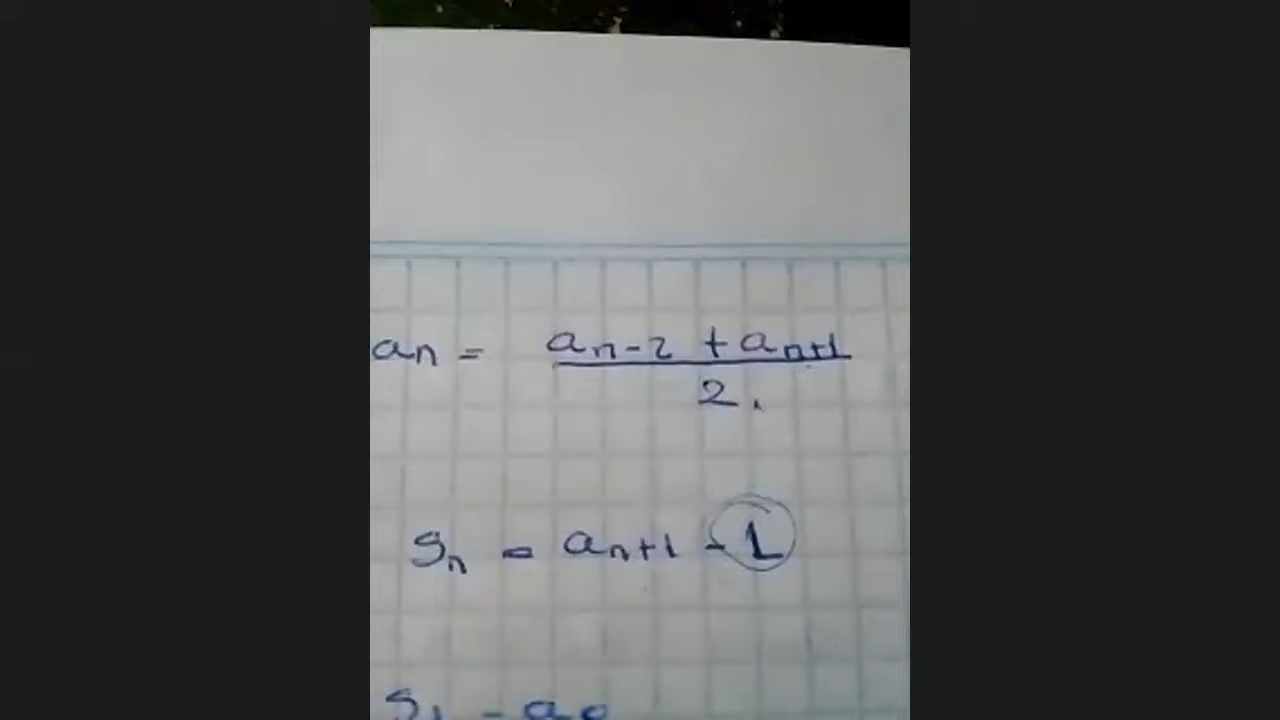 an = an-2 + an+1
2.
Sn = an+1 - 1